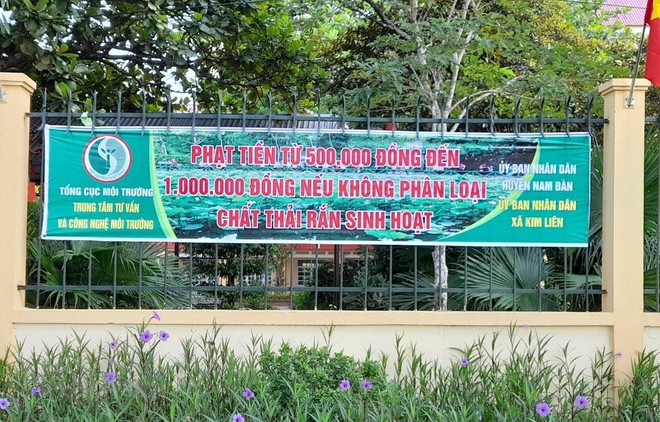 TỔNG CỤC MÔI TRƯỜNG
TRUNG TÂM TƯ VẤN
VÀ CÔNG NGHỆ MÔI TRƯỜNG
PHẠT TIỀN TỪ 500.000 ĐỒNG ĐẾN
1.000.000 ĐỒNG NẾU KHÔNG PHÂN LOẠI
CHẤT THẢI RẮN SINH HOẠT
ỦY BAN NHÂN DÂN
HUYỆN NAM ĐÀN
ỦY BAN NHÂN DÂN
XÃ KIM LIÊN